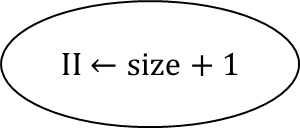 II ← size + 1